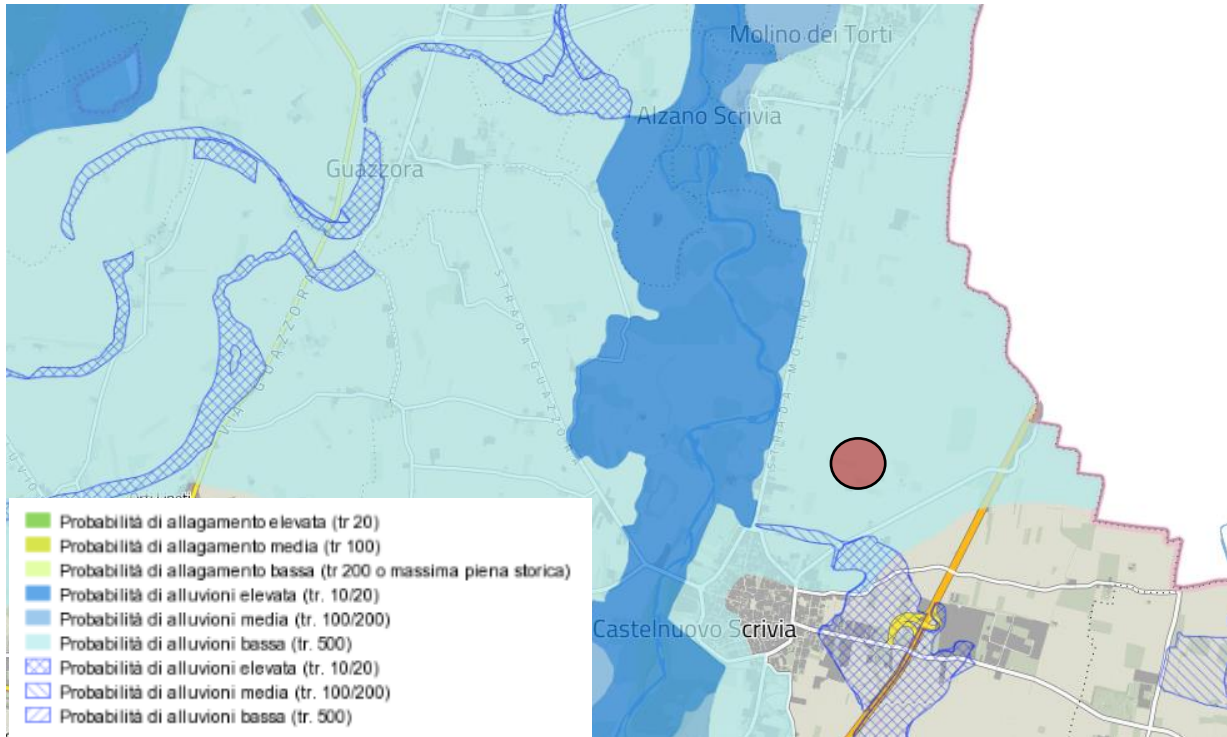 Molino dei Torti
Alzano Scrivia
Guazzora
STRADA GUAZZORA
STRADA MOLINO
VIA GUAZZORA
Castelnuovo Scrivia
Probabilità di allagamento elevata (tr 20)
Probabilità di allagamento media (tr 100)
Probabilità di allagamento bassa (tr 200 o massima piena storica)
Probabilità di alluvioni elevata (tr. 10/20)
Probabilità di alluvioni media (tr. 100/200)
Probabilità di alluvioni bassa (tr. 500)
Probabilità di alluvioni elevata (tr. 10/20)
Probabilità di alluvioni media (tr. 100/200)
Probabilità di alluvioni bassa (tr. 500)